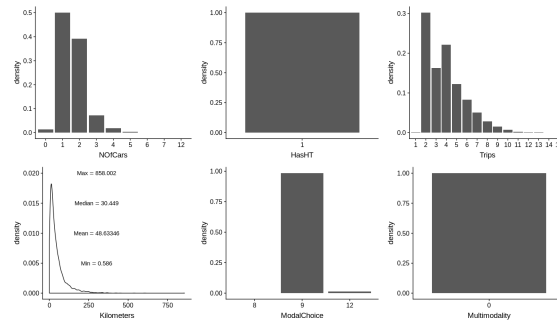 0.5
0.4
0.3
0.2
0.1
0.0
density
0 1 2 3 4 5 6 7 12
NOfCars
1.00
0.75
0.50
0.25
0.00
density
1
HasHT
0.3
0.2
0.1
0.0
density
1 2 3 4 5 6 7 8 9 10 11 12 13 14
Trips
0.020
0.015
0.010
0.005
0.000
density
Max = 858.002
Median = 30.449
Mean = 48.63346
Min = 0.586
0 250 500 750
Kilometers
1.00
0.75
0.50
0.25
0.00
density
8 9 12
ModalChoice
1.00
0.75
0.50
0.25
0.00
density
0
Multimodality